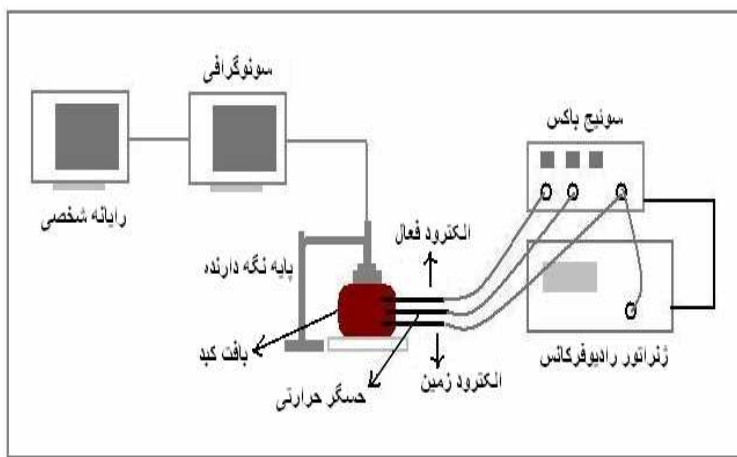 سونوگرافی
سوئیچ باکس
رایانه شخصی
الکترود فعال
پایه نگه دارنده
بافت کبد
حسگر حرارتی
الکترود زمین
ژنراتور رادیوفرکانس